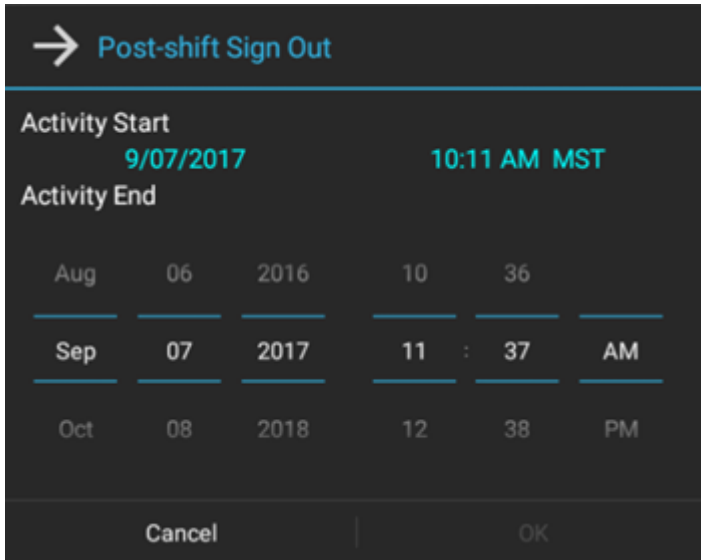 Post-shift Sign Out
Activity Start
9/07/2017 10:11 AM MST
Activity End
Aug 06 2016 10 36
Sep 07 2017 11 : 37 AM
Oct 08 2018 12 38 PM
Cancel OK